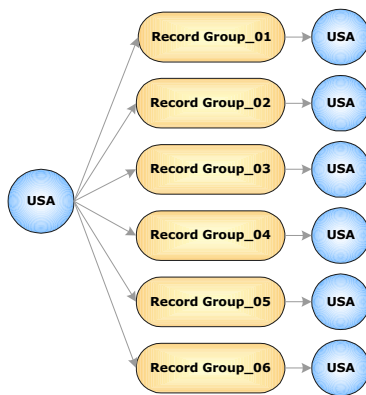 Record Group_01 USA
Record Group_02 USA
Record Group_03 USA
USA
Record Group_04 USA
Record Group_05 USA
Record Group_06 USA